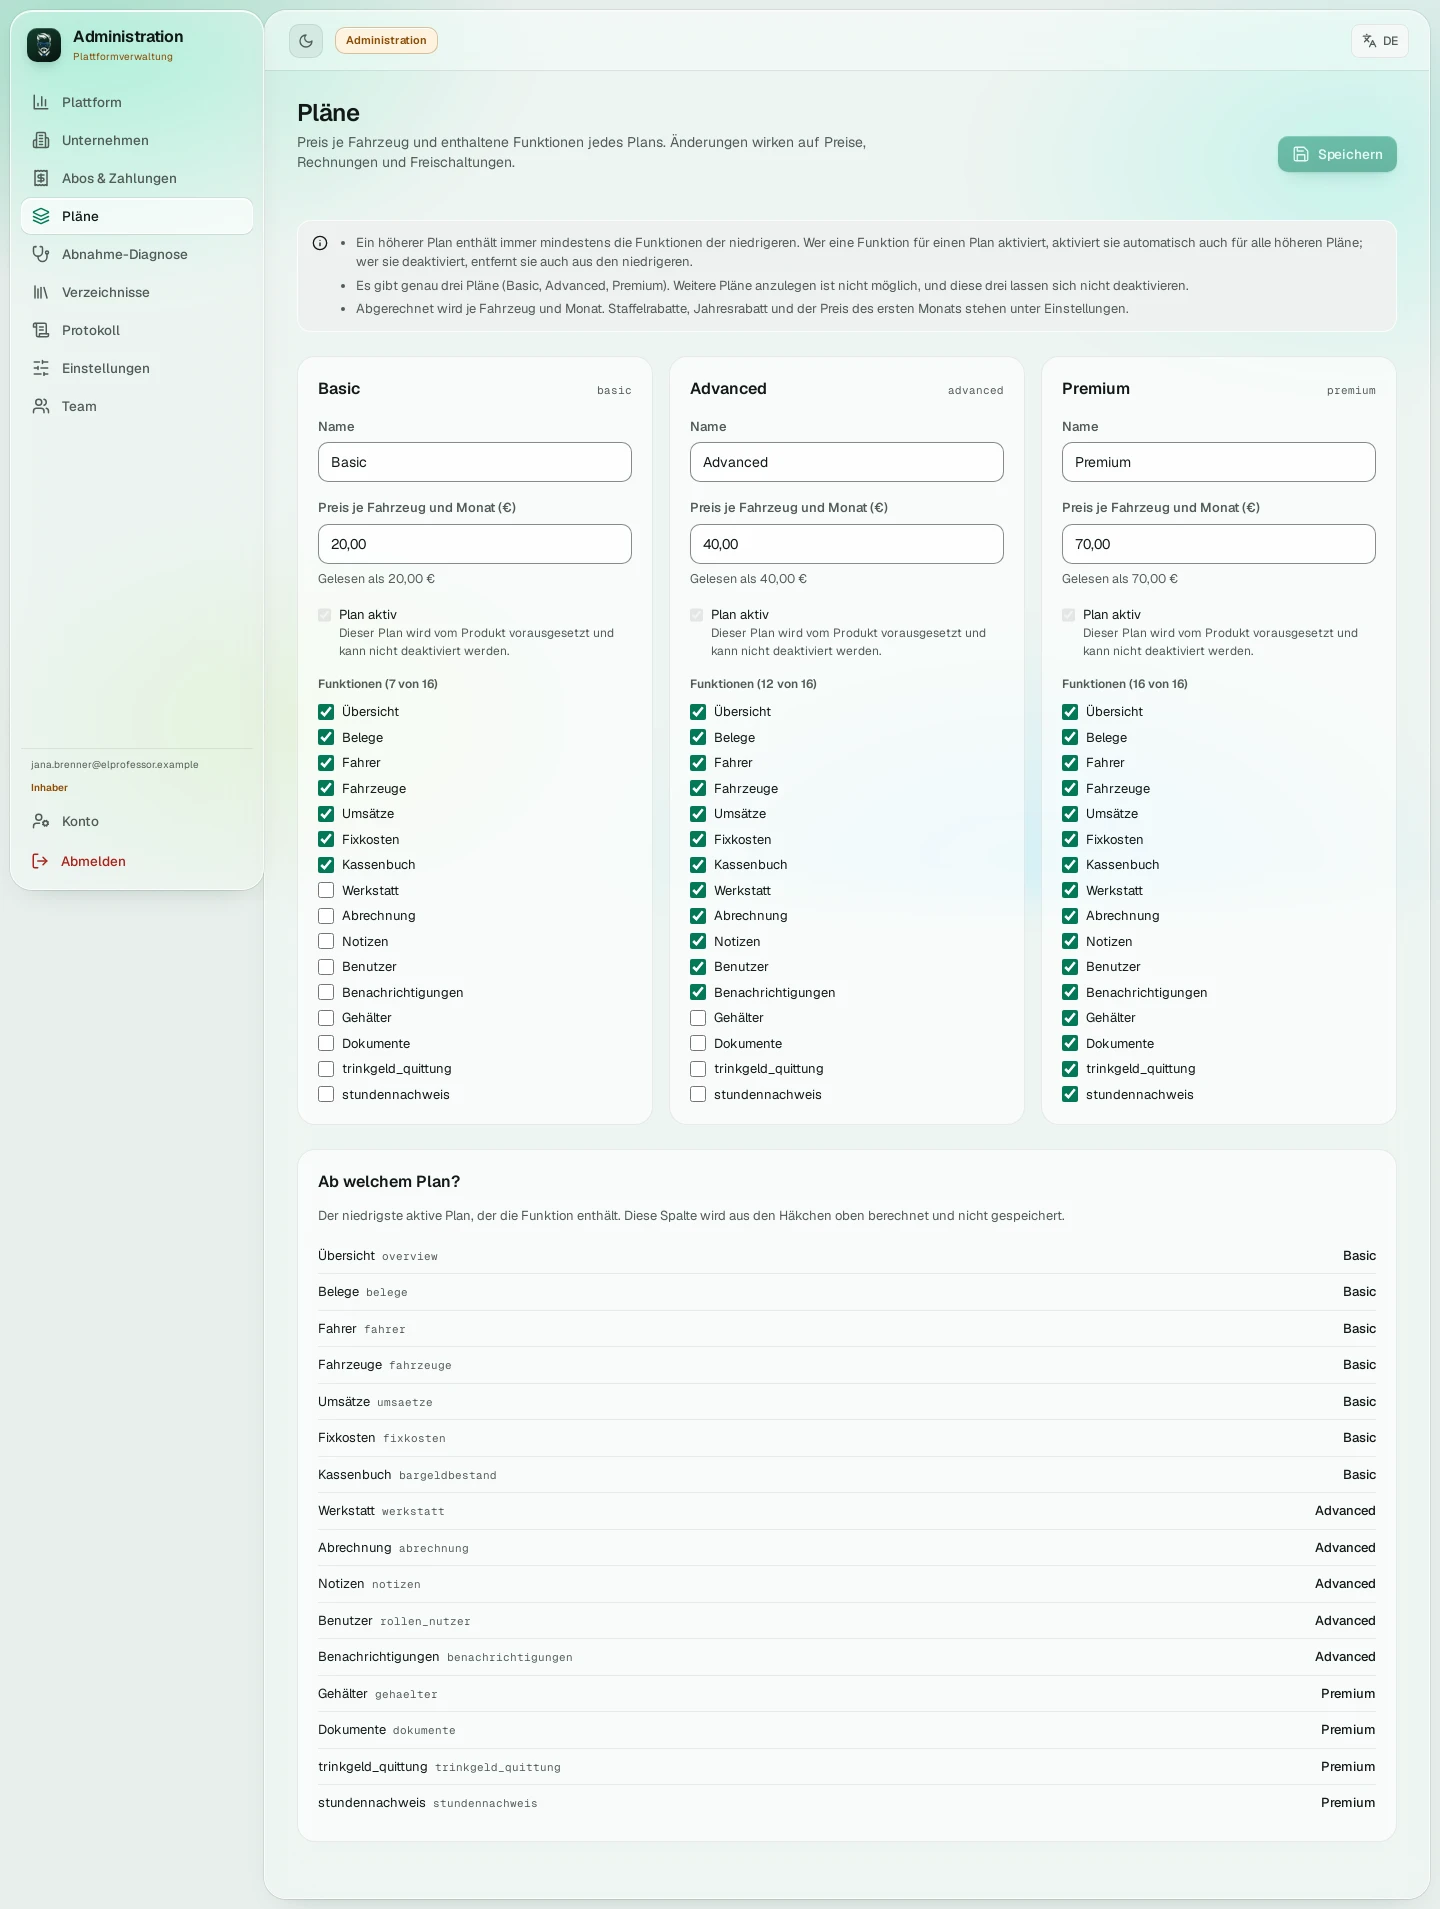 Administration
Plattformverwaltung
Plattform
Unternehmen
Abos & Zahlungen
Pläne
Abnahme-Diagnose
Verzeichnisse
Protokoll
Einstellungen
Team
jana.brenner@elprofessor.example
Inhaber
Konto
Abmelden
Administration
DE
Pläne
Preis je Fahrzeug und enthaltene Funktionen jedes Plans. Änderungen wirken auf Preise,
Rechnungen und Freischaltungen.
Speichern
• Ein höherer Plan enthält immer mindestens die Funktionen der niedrigeren. Wer eine Funktion für einen Plan aktiviert, aktiviert sie automatisch auch für alle höheren Pläne;
wer sie deaktiviert, entfernt sie auch aus den niedrigeren.
• Es gibt genau drei Pläne (Basic, Advanced, Premium). Weitere Pläne anzulegen ist nicht möglich, und diese drei lassen sich nicht deaktivieren.
• Abgerechnet wird je Fahrzeug und Monat. Staffelrabatte, Jahresrabatt und der Preis des ersten Monats stehen unter Einstellungen.
Basic basic
Name
Basic
Preis je Fahrzeug und Monat (€)
20,00
Gelesen als 20,00 €
Plan aktiv
Dieser Plan wird vom Produkt vorausgesetzt und
kann nicht deaktiviert werden.
Funktionen (7 von 16)
Übersicht
Belege
Fahrer
Fahrzeuge
Umsätze
Fixkosten
Kassenbuch
Werkstatt
Abrechnung
Notizen
Benutzer
Benachrichtigungen
Gehälter
Dokumente
trinkgeld_quittung
stundennachweis
Advanced advanced
Name
Advanced
Preis je Fahrzeug und Monat (€)
40,00
Gelesen als 40,00 €
Plan aktiv
Dieser Plan wird vom Produkt vorausgesetzt und
kann nicht deaktiviert werden.
Funktionen (12 von 16)
Übersicht
Belege
Fahrer
Fahrzeuge
Umsätze
Fixkosten
Kassenbuch
Werkstatt
Abrechnung
Notizen
Benutzer
Benachrichtigungen
Gehälter
Dokumente
trinkgeld_quittung
stundennachweis
Premium premium
Name
Premium
Preis je Fahrzeug und Monat (€)
70,00
Gelesen als 70,00 €
Plan aktiv
Dieser Plan wird vom Produkt vorausgesetzt und
kann nicht deaktiviert werden.
Funktionen (16 von 16)
Übersicht
Belege
Fahrer
Fahrzeuge
Umsätze
Fixkosten
Kassenbuch
Werkstatt
Abrechnung
Notizen
Benutzer
Benachrichtigungen
Gehälter
Dokumente
trinkgeld_quittung
stundennachweis
Ab welchem Plan?
Der niedrigste aktive Plan, der die Funktion enthält. Diese Spalte wird aus den Häkchen oben berechnet und nicht gespeichert.
Übersicht overview Basic
Belege belege Basic
Fahrer fahrer Basic
Fahrzeuge fahrzeuge Basic
Umsätze umsaetze Basic
Fixkosten fixkosten Basic
Kassenbuch bargeldbestand Basic
Werkstatt werkstatt Advanced
Abrechnung abrechnung Advanced
Notizen notizen Advanced
Benutzer rollen_nutzer Advanced
Benachrichtigungen benachrichtigungen Advanced
Gehälter gehaelter Premium
Dokumente dokumente Premium
trinkgeld_quittung trinkgeld_quittung Premium
stundennachweis stundennachweis Premium